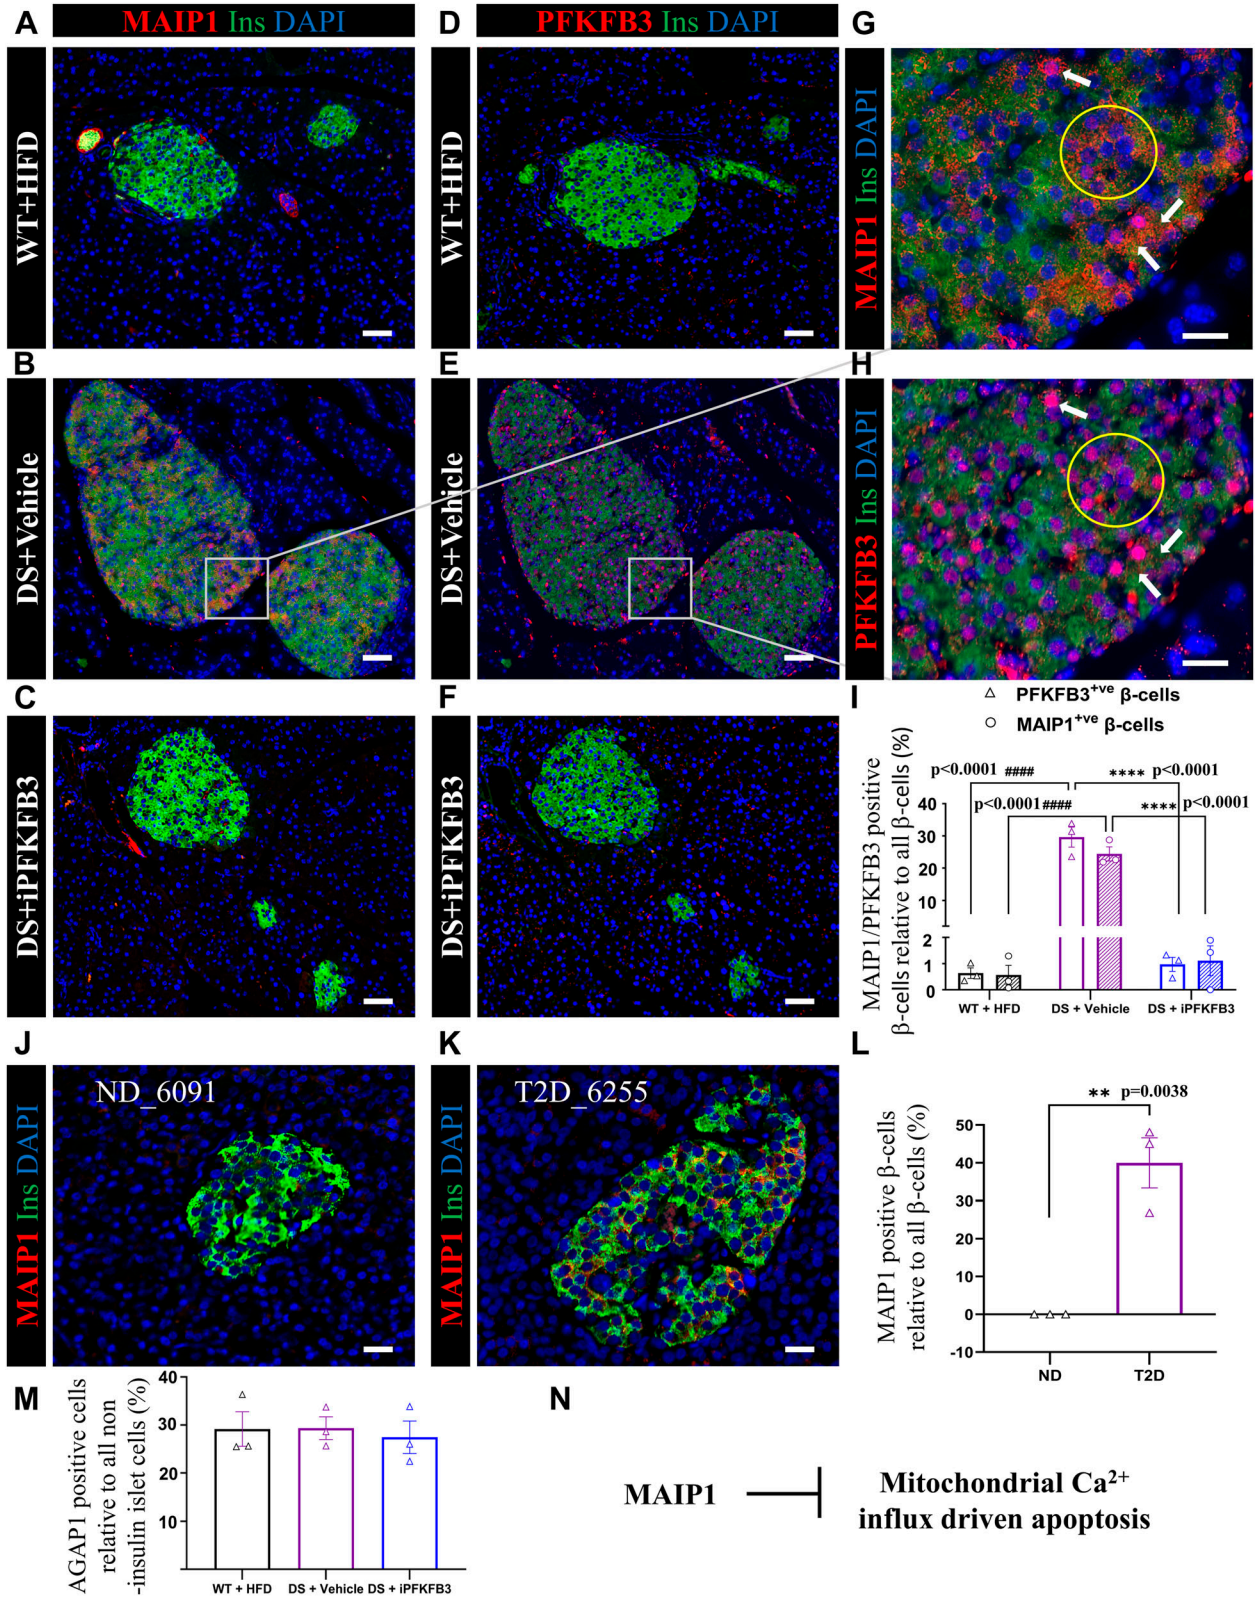 A
MAIP1 Ins DAPI
D
PFKFB3 Ins DAPI
G
WT+HFD
WT+HFD
MAIP1 Ins DAPI
B
E
H
DS+Vehicle
DS+Vehicle
PFKFB3 Ins DAPI
C
F
DS+iPFKFB3
DS+iPFKFB3
I
PFKFB3+ve β-cells
MAIP1+ve β-cells
MAIP1/PFKFB3 positive
β-cells relative to all β-cells (%)
p<0.0001 #### **** p<0.0001
p<0.0001 #### **** p<0.0001
40
30
20
10
2
1
0
WT + HFD DS + Vehicle DS + iPFKFB3
J
MAIP1 Ins DAPI
ND_6091
K
MAIP1 Ins DAPI
T2D_6255
L
MAIP1 positive β-cells
relative to all β-cells (%)
** p=0.0038
50
40
30
20
10
0
-10
ND T2D
M
AGAP1 positive cells
relative to all non
-insulin islet cells (%)
40
30
20
10
WT + HFD DS + Vehicle DS + iPFKFB3
N
MAIP1
Mitochondrial Ca2+
influx driven apoptosis